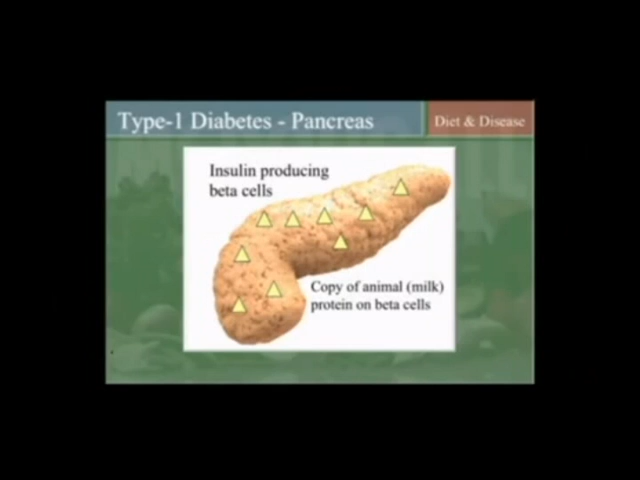 Type-1 Diabetes - Pancreas
Diet & Disease
Insulin producing
beta cells
Copy of animal (milk)
protein on beta cells